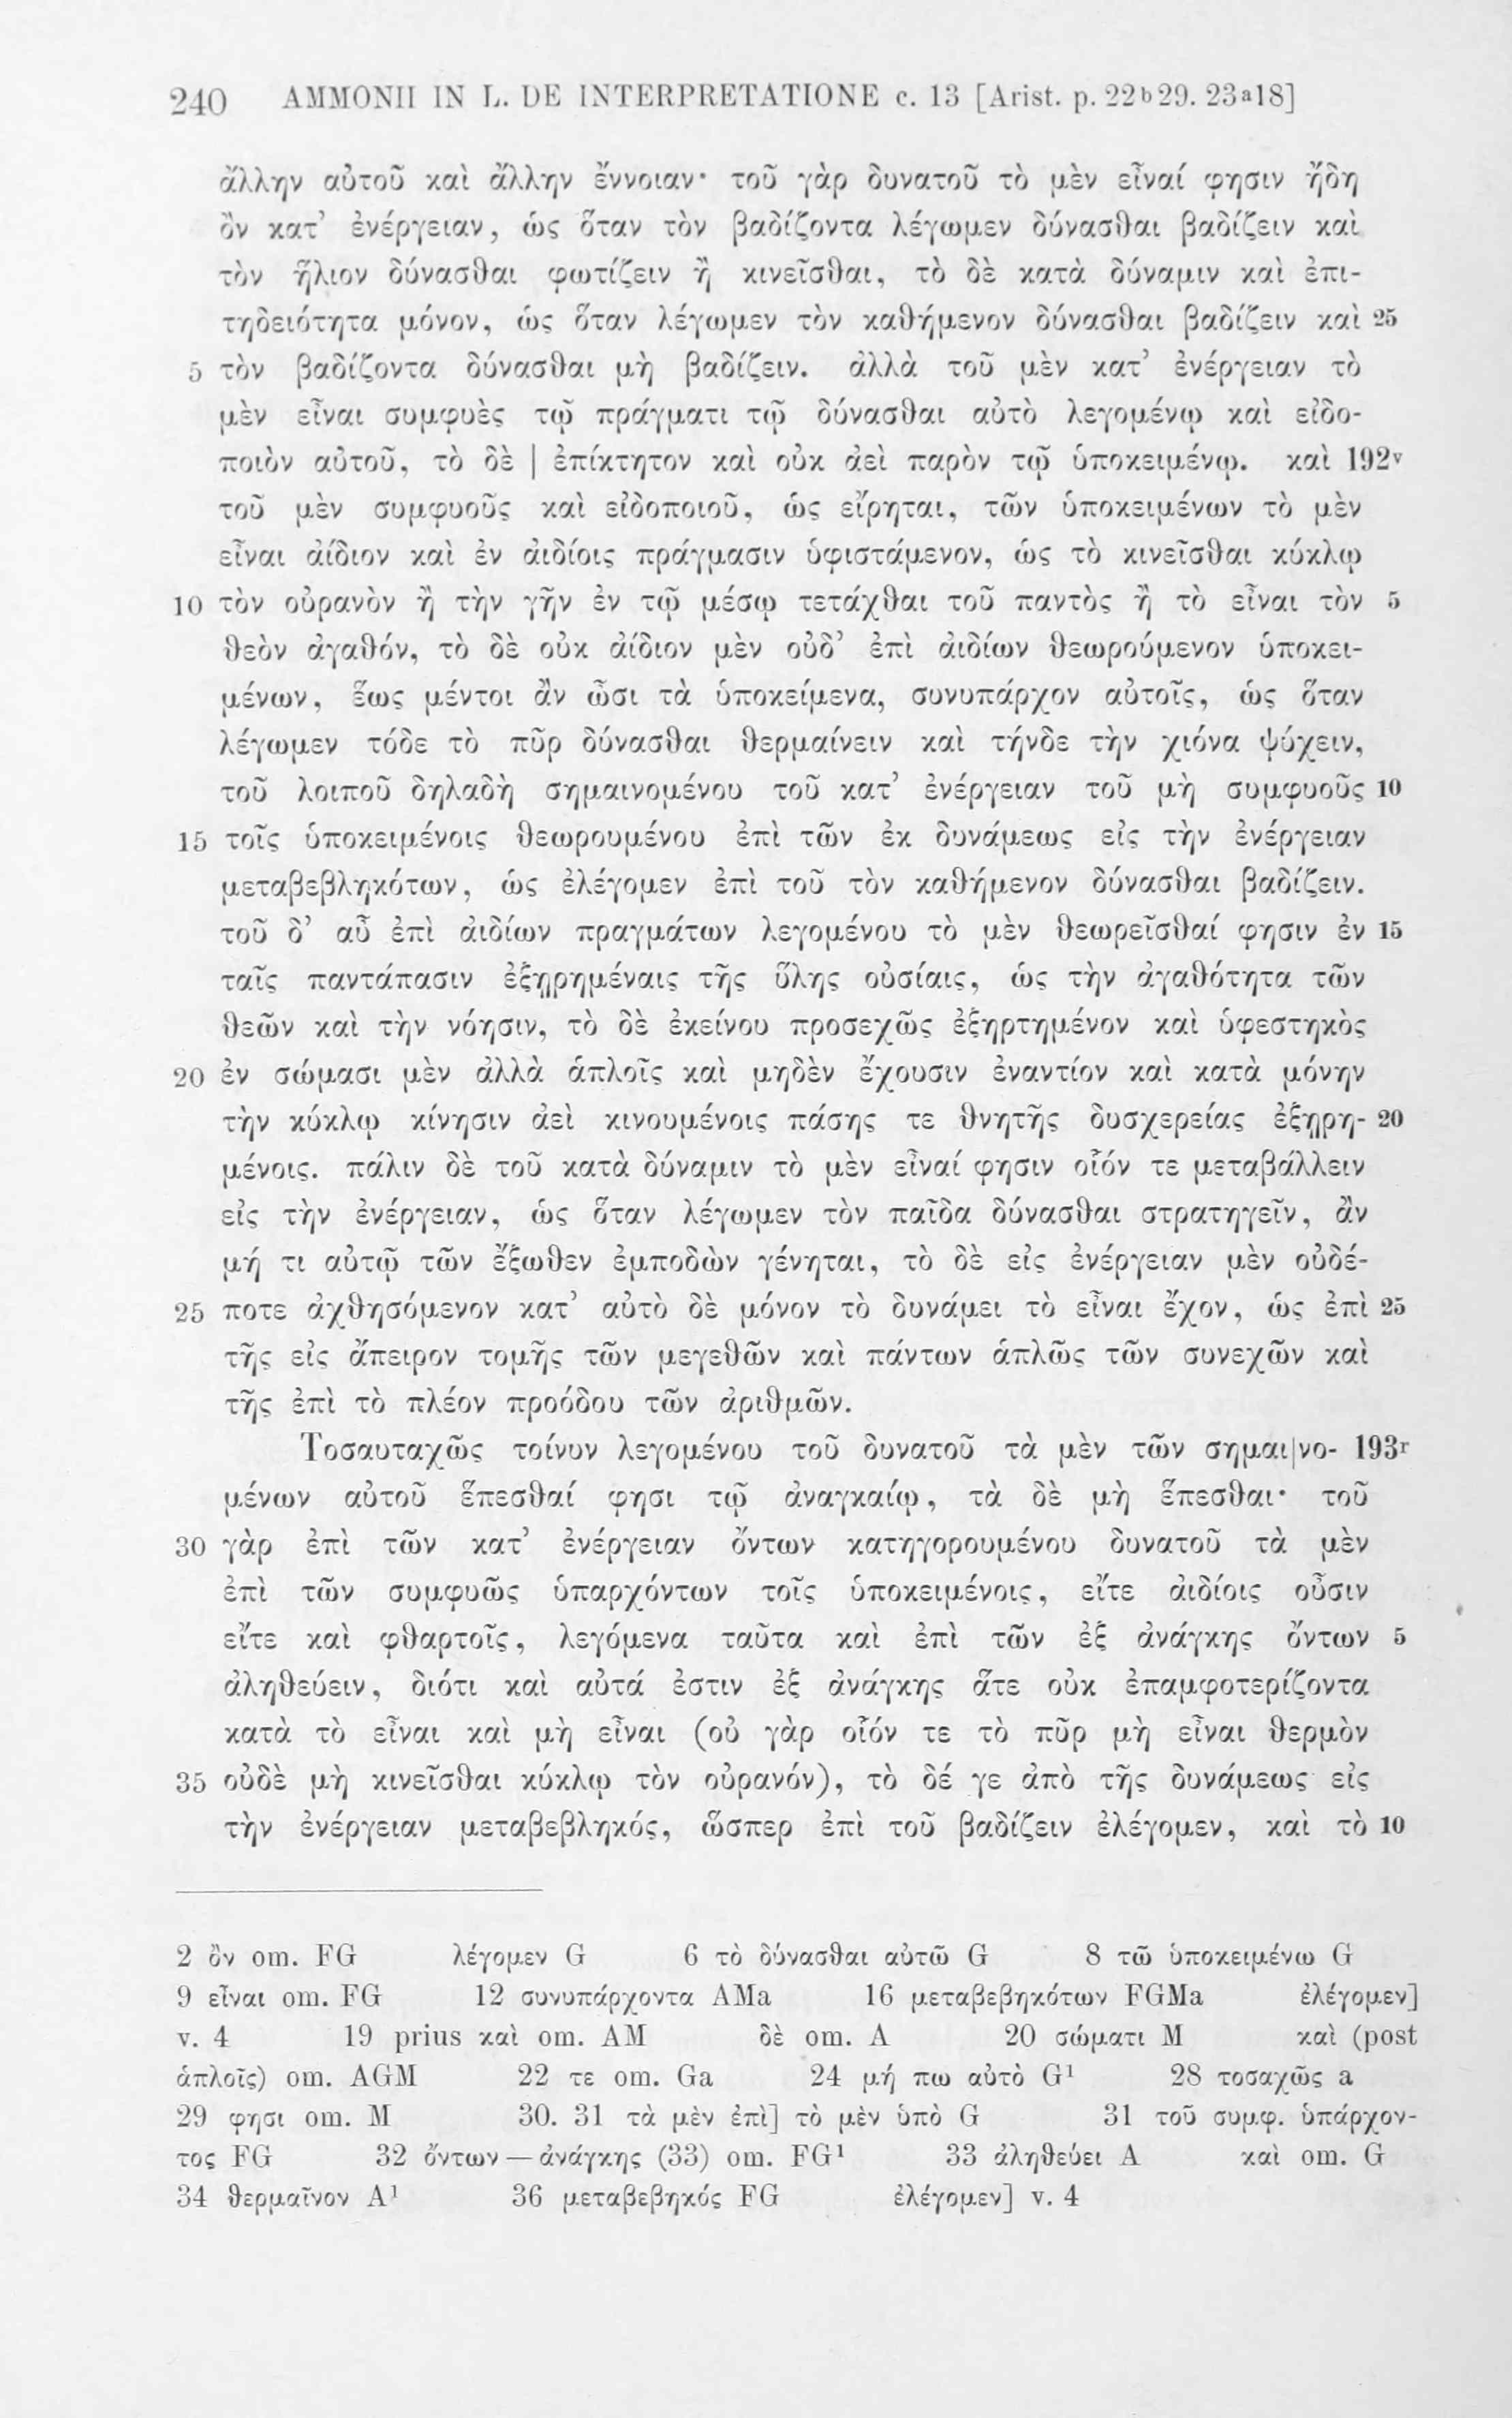 240 AMMONII IN L. DE INTERPRETATIONE c. 13 [Arist. p. 22b29. 23a18]
ἄλλην αὐτοῦ καὶ ἄλλην ἔννοιαν· τοῦ γὰρ δυνατοῦ τὸ μὲν εἶναί φησιν ἤδη
ὂν κατ’ ἐνέργειαν, ὡς ὅταν τὸν βαδίζοντα λέγωμεν δύνασθαι βαδίζειν καὶ
τὸν ἥλιον δύνασθαι φωτίζειν ἢ κινεῖσθαι, τὸ δὲ κατὰ δύναμιν καὶ ἐπι-
τηδειότητα μόνον, ὡς ὅταν λέγωμεν τὸν καθήμενον δύνασθαι βαδίζειν καὶ 25
5 τὸν βαδίζοντα δύνασθαι μὴ βαδίζειν. ἀλλὰ τοῦ μὲν κατ’ ἐνέργειαν τὸ
μὲν εἶναι συμφυὲς τῷ πράγματι τῷ δύνασθαι αὐτὸ λεγομένῳ καὶ εἰδο-
ποιὸν αὐτοῦ, τὸ δὲ | ἐπίκτητον καὶ οὐκ ἀεὶ παρὸν τῷ ὑποκειμένῳ. καὶ 192v
τοῦ μὲν συμφυοῦς καὶ εἰδοποιοῦ, ὡς εἴρηται, τῶν ὑποκειμένων τὸ μὲν
εἶναι ἀίδιον καὶ ἐν ἀιδίοις πράγμασιν ὑφιστάμενον, ὡς τὸ κινεῖσθαι κύκλῳ
10 τὸν οὐρανὸν ἢ τὴν γῆν ἐν τῷ μέσῳ τετάχθαι τοῦ παντὸς ἢ τὸ εἶναι τὸν 5
θεὸν ἀγαθόν, τὸ δὲ οὐκ ἀίδιον μὲν οὐδ’ ἐπὶ ἀιδίων θεωρούμενον ὑποκει-
μένων, ἕως μέντοι ἂν ὦσι τὰ ὑποκείμενα, συνυπάρχον αὐτοῖς, ὡς ὅταν
λέγωμεν τόδε τὸ πῦρ δύνασθαι θερμαίνειν καὶ τήνδε τὴν χιόνα ψύχειν,
τοῦ λοιποῦ δηλαδὴ σημαινομένου τοῦ κατ’ ἐνέργειαν τοῦ μὴ συμφυοῦς 10
15 τοῖς ὑποκειμένοις θεωρουμένου ἐπὶ τῶν ἐκ δυνάμεως εἰς τὴν ἐνέργειαν
μεταβεβληκότων, ὡς ἐλέγομεν ἐπὶ τοῦ τὸν καθήμενον δύνασθαι βαδίζειν.
τοῦ δ’ αὖ ἐπὶ ἀιδίων πραγμάτων λεγομένου τὸ μὲν θεωρεῖσθαί φησιν ἐν 15
ταῖς παντάπασιν ἐξῃρημέναις τῆς ὕλης οὐσίαις, ὡς τὴν ἀγαθότητα τῶν
θεῶν καὶ τὴν νόησιν, τὸ δὲ ἐκείνου προσεχῶς ἐξηρτημένον καὶ ὑφεστηκὸς
20 ἐν σώμασι μὲν ἀλλὰ ἁπλοῖς καὶ μηδὲν ἔχουσιν ἐναντίον καὶ κατὰ μόνην
τὴν κύκλῳ κίνησιν ἀεὶ κινουμένοις πάσης τε θνητῆς δυσχερείας ἐξῃρη- 20
μένοις. πάλιν δὲ τοῦ κατὰ δύναμιν τὸ μὲν εἶναί φησιν οἷόν τε μεταβάλλειν
εἰς τὴν ἐνέργειαν, ὡς ὅταν λέγωμεν τὸν παῖδα δύνασθαι στρατηγεῖν, ἂν
μή τι αὐτῷ τῶν ἔξωθεν ἐμποδὼν γένηται, τὸ δὲ εἰς ἐνέργειαν μὲν οὐδέ-
25 ποτε ἀχθησόμενον κατ’ αὐτὸ δὲ μόνον τὸ δυνάμει τὸ εἶναι ἔχον, ὡς ἐπὶ 25
τῆς εἰς ἄπειρον τομῆς τῶν μεγεθῶν καὶ πάντων ἁπλῶς τῶν συνεχῶν καὶ
τῆς ἐπὶ τὸ πλέον προόδου τῶν ἀριθμῶν.
Τοσαυταχῶς τοίνυν λεγομένου τοῦ δυνατοῦ τὰ μὲν τῶν σημαι|νο- 193r
μένων αὐτοῦ ἕπεσθαί φησι τῷ ἀναγκαίῳ, τὰ δὲ μὴ ἕπεσθαι· τοῦ
30 γὰρ ἐπὶ τῶν κατ’ ἐνέργειαν ὄντων κατηγορουμένου δυνατοῦ τὰ μὲν
ἐπὶ τῶν συμφυῶς ὑπαρχόντων τοῖς ὑποκειμένοις, εἴτε ἀιδίοις οὖσιν
εἴτε καὶ φθαρτοῖς, λεγόμενα ταῦτα καὶ ἐπὶ τῶν ἐξ ἀνάγκης ὄντων 5
ἀληθεύειν, διότι καὶ αὐτά ἐστιν ἐξ ἀνάγκης ἅτε οὐκ ἐπαμφοτερίζοντα
κατὰ τὸ εἶναι καὶ μὴ εἶναι (οὐ γὰρ οἷόν τε τὸ πῦρ μὴ εἶναι θερμὸν
35 οὐδὲ μὴ κινεῖσθαι κύκλῳ τὸν οὐρανόν), τὸ δέ γε ἀπὸ τῆς δυνάμεως εἰς
τὴν ἐνέργειαν μεταβεβληκός, ὥσπερ ἐπὶ τοῦ βαδίζειν ἐλέγομεν, καὶ τὸ 10
2 ὂν om. FG λέγομεν G 6 τὸ δύνασθαι αὐτῶ G 8 τῶ ὑποκειμένω G
9 εἶναι om. FG 12 συνυπάρχοντα AMa 16 μεταβεβηκότων FGMa ἐλέγομεν]
v. 4 19 prius καὶ om. AM δὲ om. A 20 σώματι M καὶ (post
ἁπλοῖς) om. AGM 22 τε om. Ga 24 μή πω αὐτὸ G¹ 28 τοσαχῶς a
29 φησι om. M 30. 31 τὰ μὲν ἐπὶ] τὸ μὲν ὑπὸ G 31 τοῦ συμφ. ὑπάρχον-
τος FG 32 ὄντων — ἀνάγκης (33) om. FG¹ 33 ἀληθεύει A καὶ om. G
34 θερμαῖνον A¹ 36 μεταβεβηκός FG ἐλέγομεν] v. 4